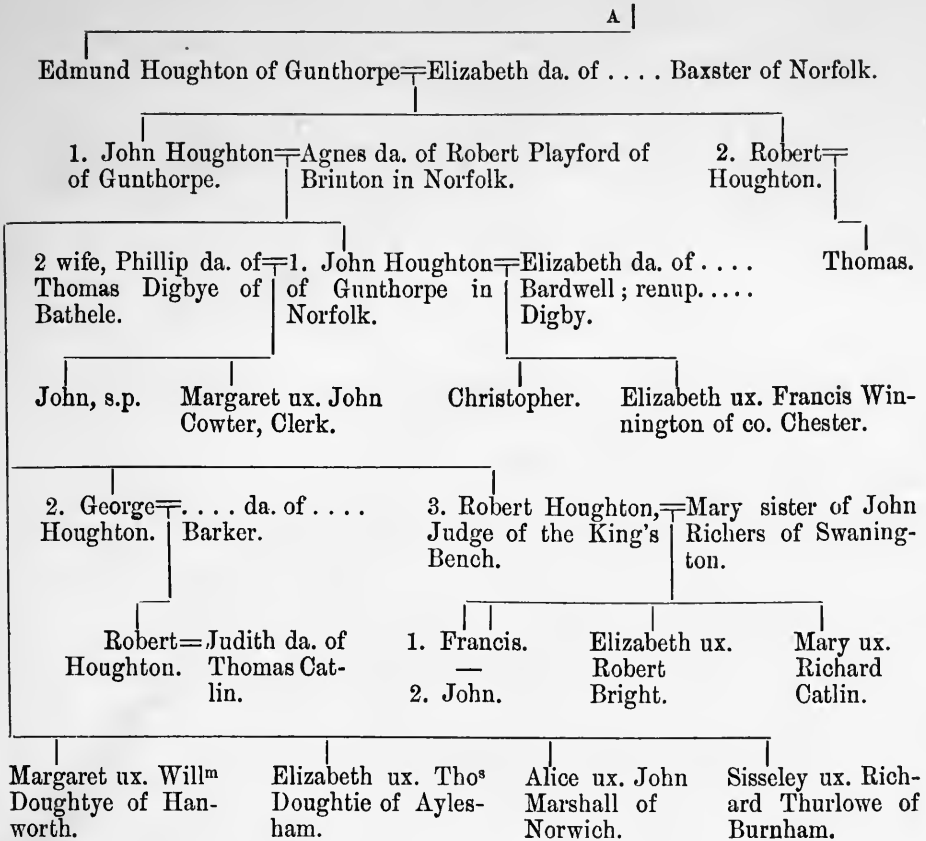 A
Edmund Houghton of Gunthorpe=Elizabeth da. of . . . . Baxster of Norfolk.
1. John Houghton=Agnes da. of Robert Playford of 2. Robert=
of Gunthorpe. Brinton in Norfolk. Houghton.
2 wife, Phillip da. of=1. John Houghton=Elizabeth da. of . . . . Thomas.
Thomas Digbye of of Gunthorpe in Bardwell ; renup. . . . .
Bathele. Norfolk. Digby.
John, s.p. Margaret ux. John Christopher. Elizabeth ux. Francis Win-
Cowter, Clerk. nington of co. Chester.
2. George=. . . . da. of . . . . 3. Robert Houghton,=Mary sister of John
Houghton. Barker. Judge of the King's Richers of Swaning-
Bench. ton.
Robert=Judith da. of 1. Francis. Elizabeth ux. Mary ux.
Houghton. Thomas Cat- — Robert Richard
lin. 2. John. Bright. Catlin.
Margaret ux. Willm Elizabeth ux. Thos Alice ux. John Sisseley ux. Rich-
Doughtye of Han- Doughtie of Ayles- Marshall of ard Thurlowe of
worth. ham. Norwich. Burnham.